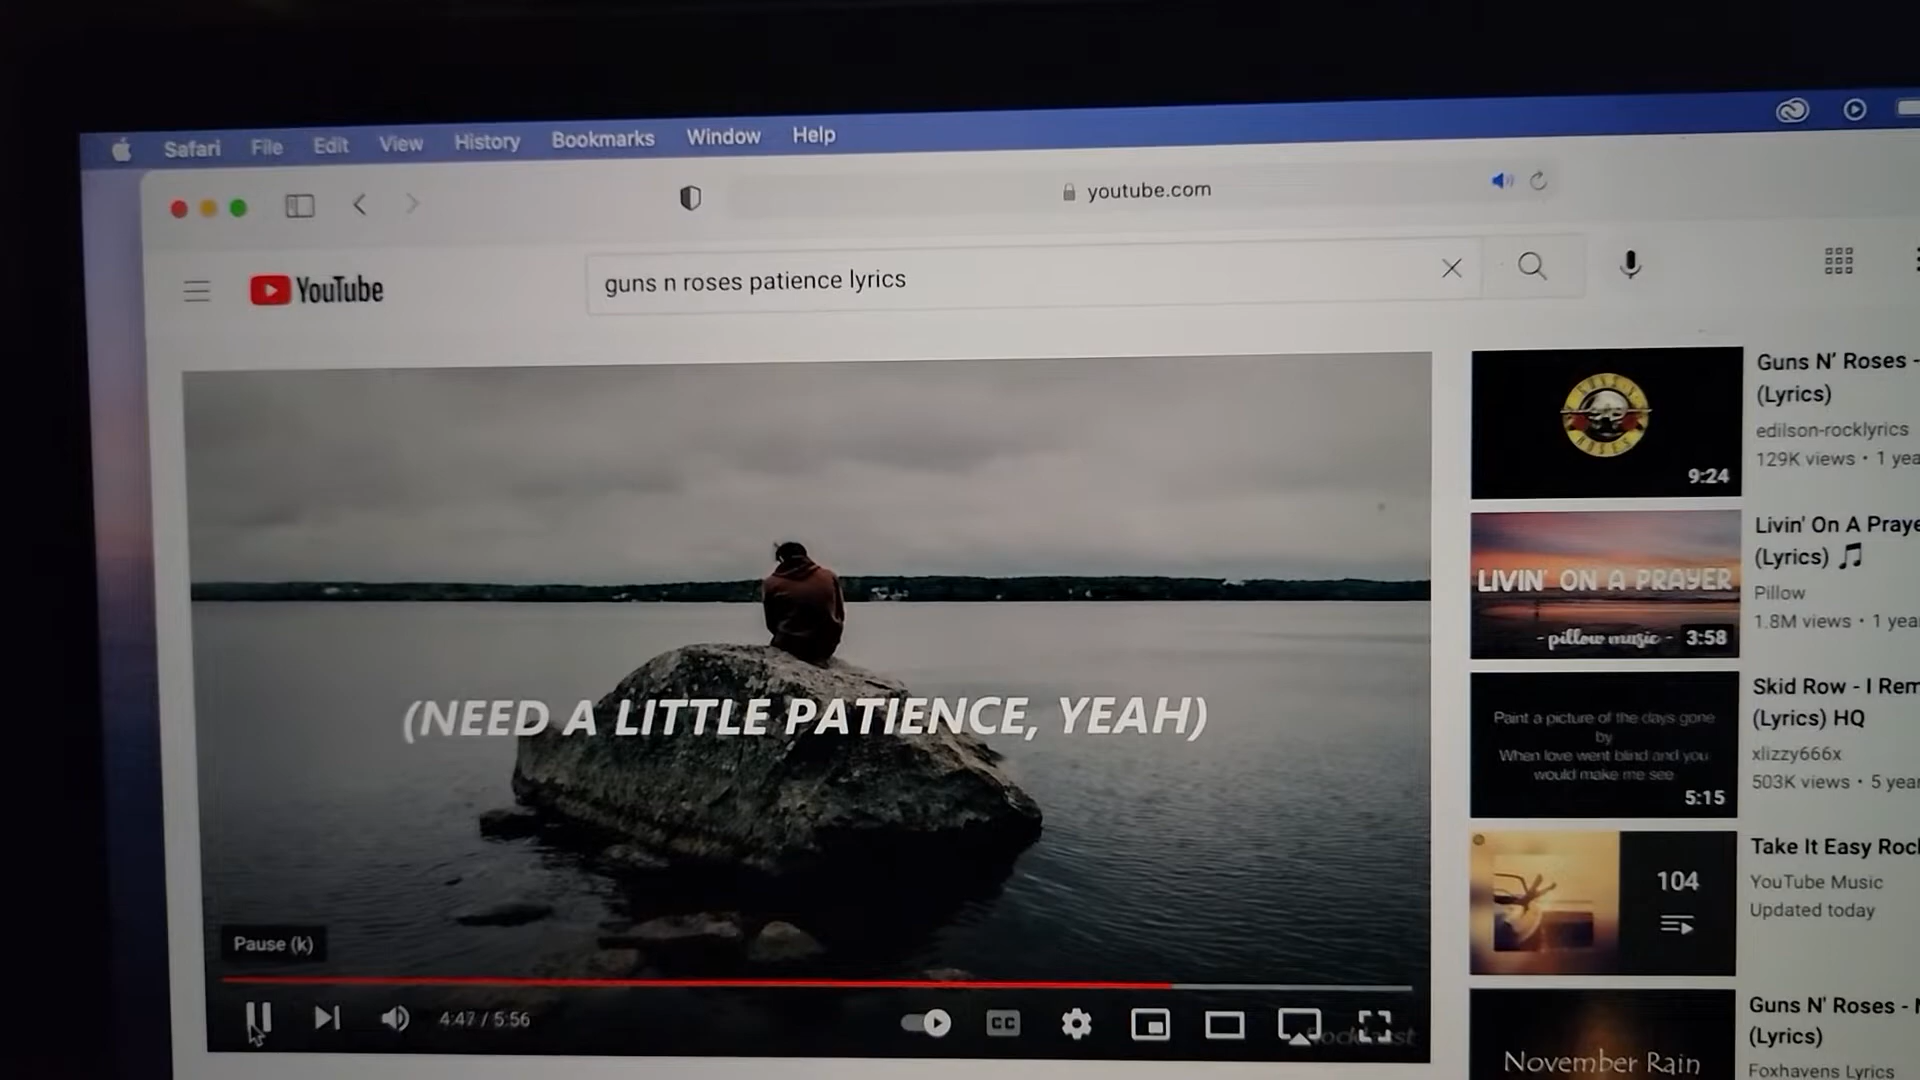 Safari File Edit View History Bookmarks Window Help
youtube.com
YouTube
guns n roses patience lyrics
(NEED A LITTLE PATIENCE, YEAH)
Pause (k)
4:47 / 5:56
CC
Guns N' Roses -
(Lyrics)
edilson-rocklyrics
129K views • 1 yea
9:24
Livin' On A Praye
(Lyrics)
Pillow
1.8M views • 1 yea
LIVIN' ON A PRAYER
- pillow music -
3:58
Skid Row - I Rem
(Lyrics) HQ
xlizzy666x
503K views • 5 yea
Paint a picture of the days gone
by
When love went blind and you
would make me see
5:15
Take It Easy Roc
YouTube Music
Updated today
104
Guns N' Roses -
(Lyrics)
Foxhavens Lyrics
November Rain